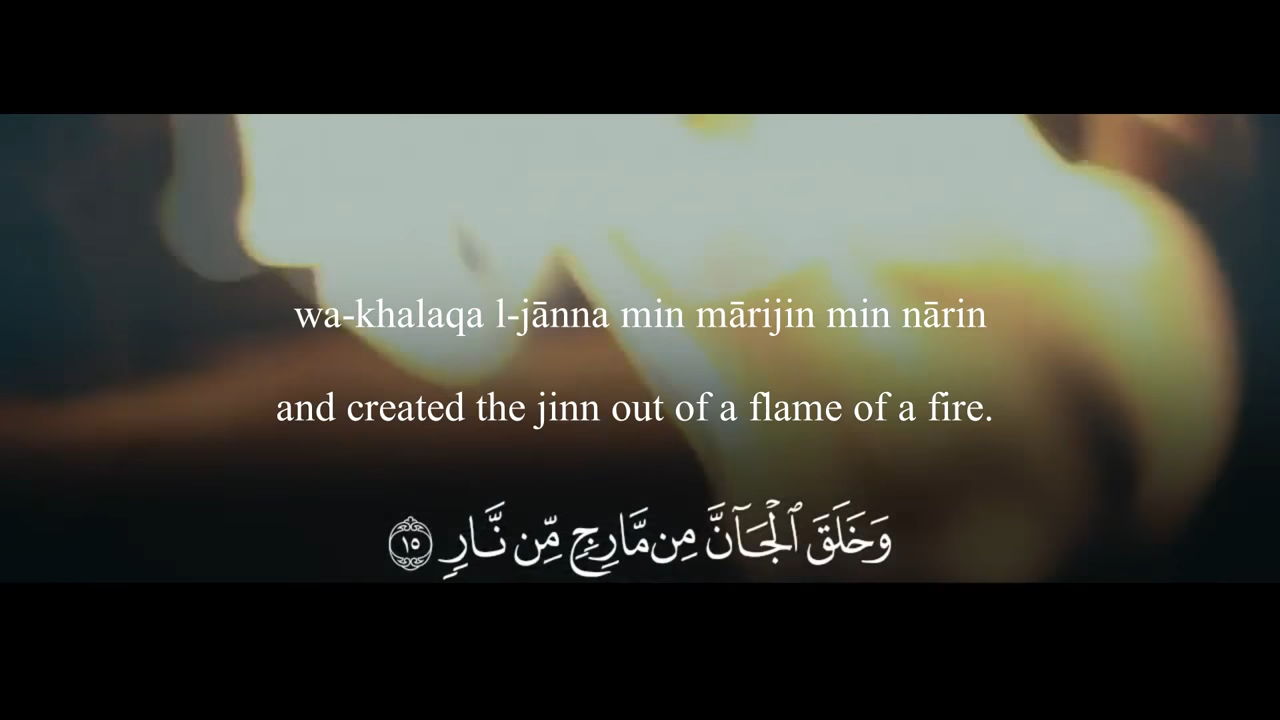 wa-khalaqa l-jānna min mārijin min nārin
and created the jinn out of a flame of a fire.
وَخَلَقَ ٱلْجَآنَّ مِن مَّارِجٍ مِّن نَّارٍ ١٥